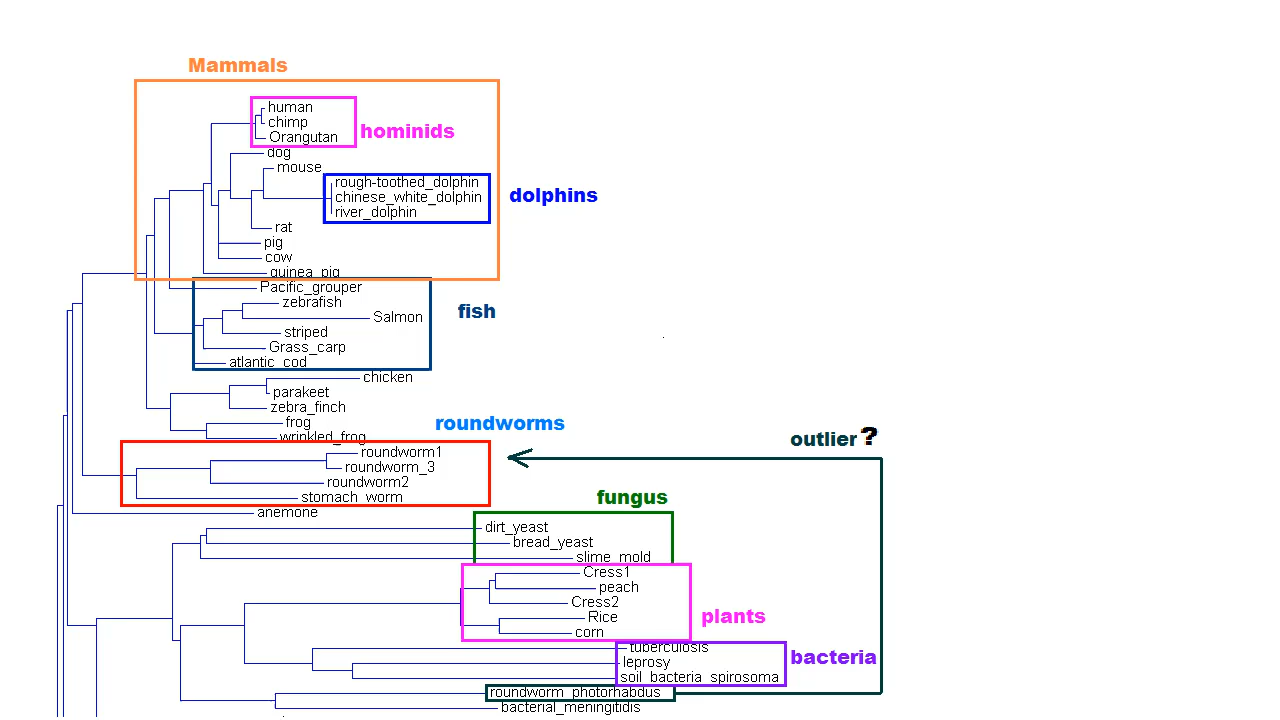 Mammals
human
chimp
hominids
Orangutan
dog
mouse
rough-toothed_dolphin
chinese_white_dolphin
dolphins
river_dolphin
rat
pig
cow
guinea_pig
Pacific_grouper
zebrafish
fish
Salmon
striped
Grass_carp
atlantic_cod
chicken
parakeet
zebra_finch
frog
roundworms
wrinkled_frog
outlier ?
roundworm1
roundworm_3
roundworm2
stomach_worm
fungus
anemone
dirt_yeast
bread_yeast
slime_mold
Cress1
peach
Cress2
Rice
plants
corn
tuberculosis
bacteria
leprosy
soil_bacteria_spirosoma
roundworm_photorhabdus
bacterial_meningitidis